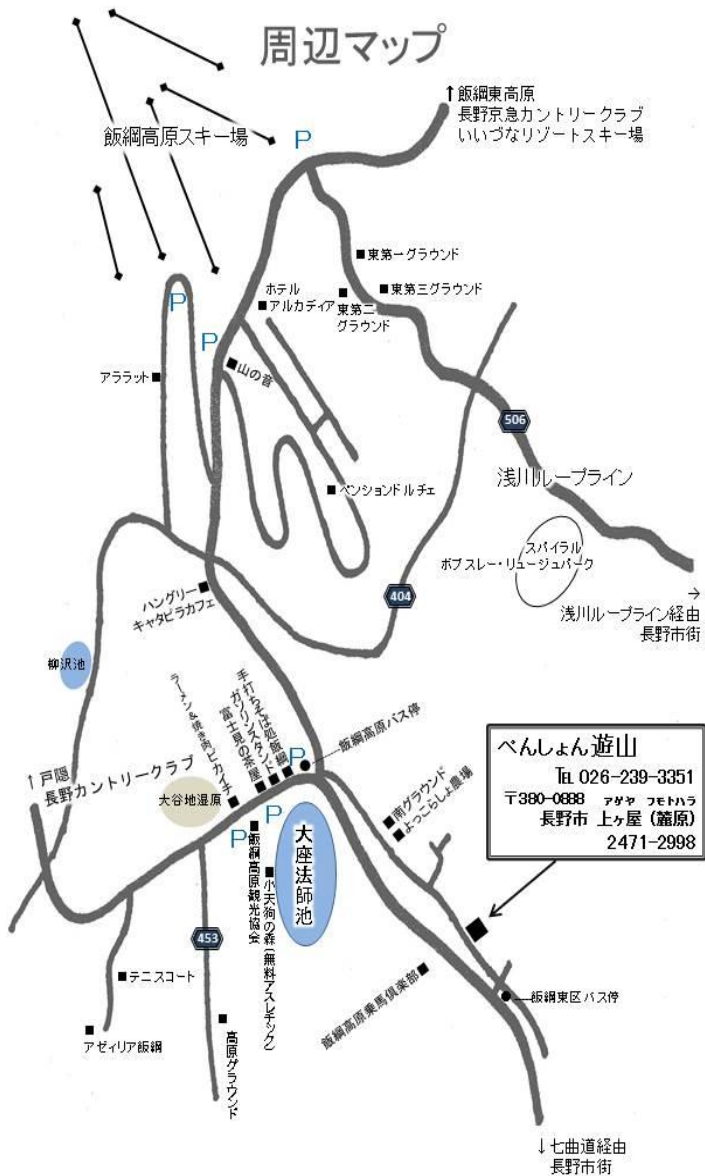 周辺マップ
↑飯綱東高原
長野京急カントリークラブ
いいづなリゾートスキー場
飯綱高原スキー場
P
東第一グラウンド
東第三グラウンド
東第二
グラウンド
ホテル
アルカディア
P
P
山の音
アララット
506
浅川ループライン
ペンションドルチェ
スパイラル
ボブスレー・リュージュパーク
→
浅川ループライン経由
長野市街
404
ハングリー
キャタピラカフェ
柳沢池
手打ちそば処飯綱
ガソリンスタンド
富士見の茶屋
ラーメン&焼き肉ピカイチ
P
飯綱高原バス停
↑戸隠
長野カントリークラブ
大谷地湿原
P
P
大座法師池
南グラウンド
よっこらしょ農場
ぺんしょん遊山
℡ 026-239-3351
〒380-0888 アゲヤ フモトハラ
長野市 上ヶ屋(麓原)
2471-2998
飯綱高原観光協会
小天狗の森(無料アスレチック)
453
テニスコート
アゼィリア飯綱
高原グラウンド
飯綱高原乗馬倶楽部
飯綱東区バス停
↓七曲道経由
長野市街